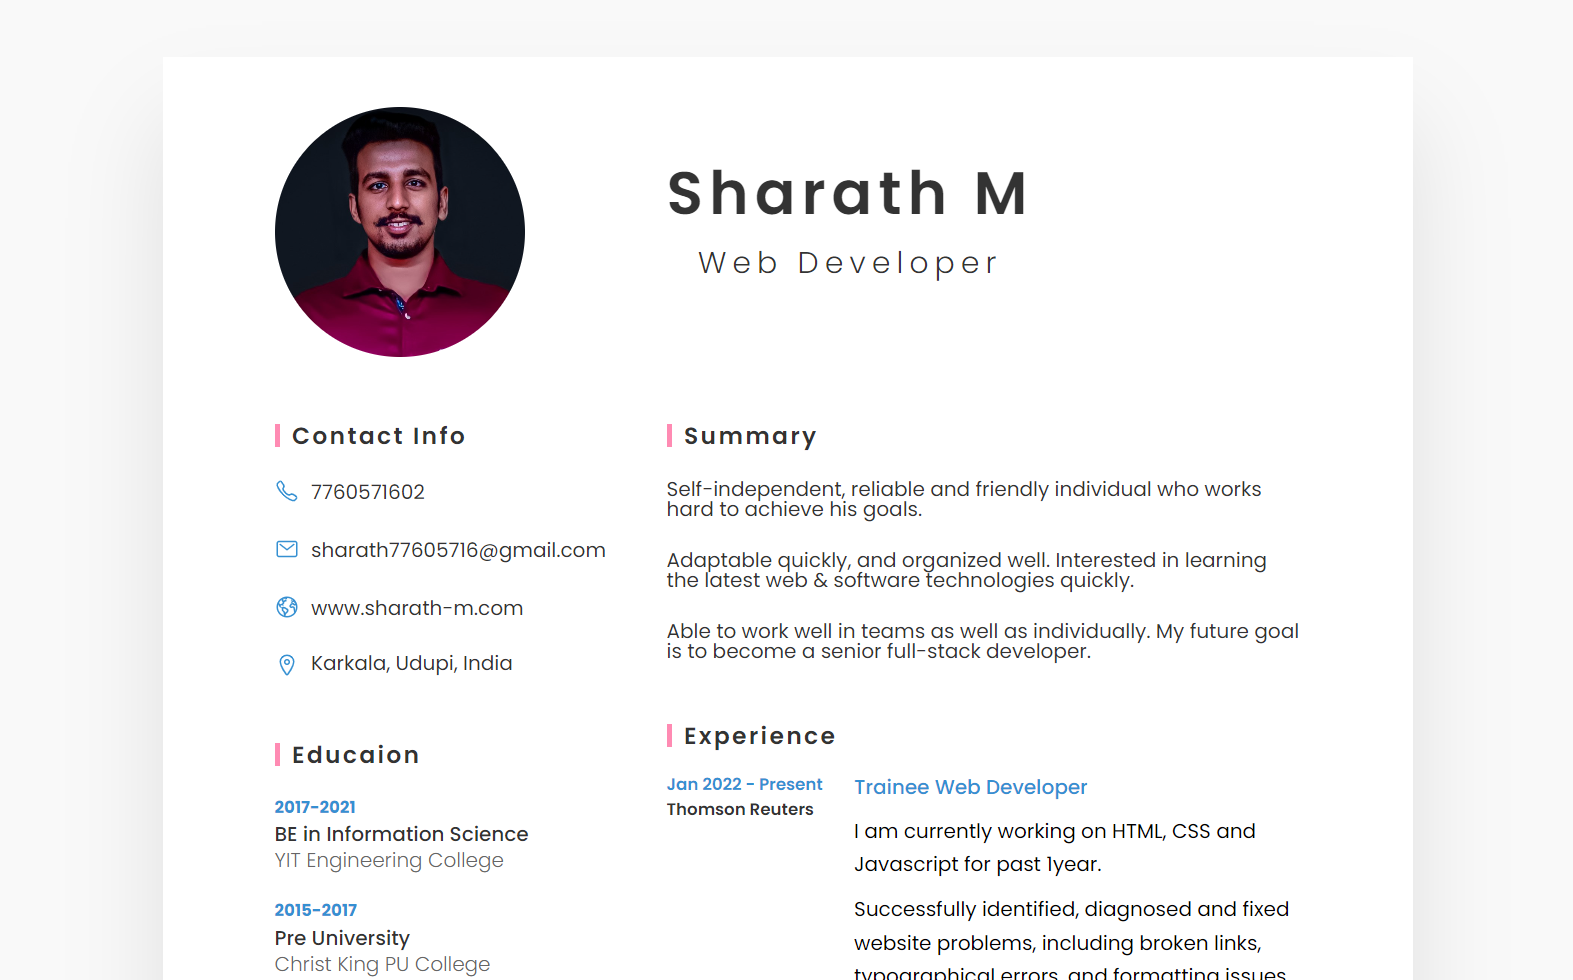 Sharath M
Web Developer
Contact Info
7760571602
sharath77605716@gmail.com
www.sharath-m.com
Karkala, Udupi, India
Educaion
2017-2021
BE in Information Science
YIT Engineering College
2015-2017
Pre University
Christ King PU College
Summary
Self-independent, reliable and friendly individual who works
hard to achieve his goals.
Adaptable quickly, and organized well. Interested in learning
the latest web & software technologies quickly.
Able to work well in teams as well as individually. My future goal
is to become a senior full-stack developer.
Experience
Jan 2022 - Present
Thomson Reuters
Trainee Web Developer
I am currently working on HTML, CSS and
Javascript for past 1year.
Successfully identified, diagnosed and fixed
website problems, including broken links,
typographical errors, and formatting issues